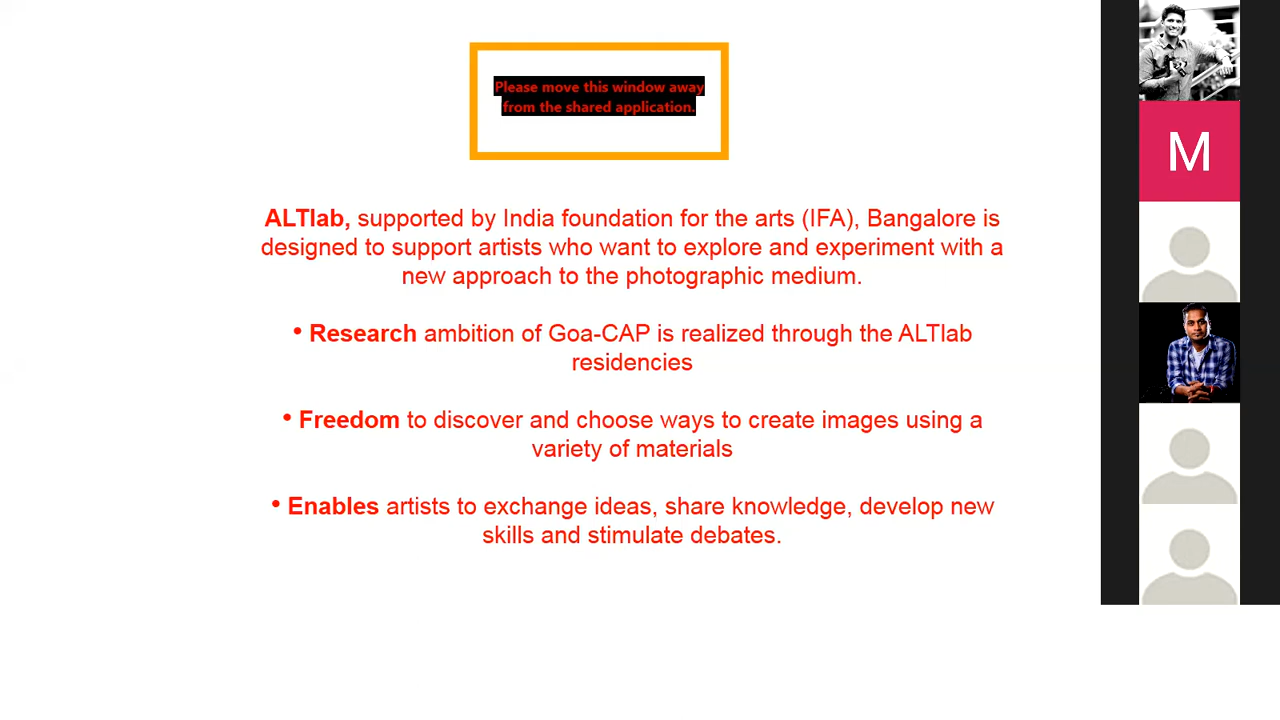 Please move this window away
from the shared application.
M
ALTlab, supported by India foundation for the arts (IFA), Bangalore is
designed to support artists who want to explore and experiment with a
new approach to the photographic medium.
• Research ambition of Goa-CAP is realized through the ALTlab
residencies
• Freedom to discover and choose ways to create images using a
variety of materials
• Enables artists to exchange ideas, share knowledge, develop new
skills and stimulate debates.